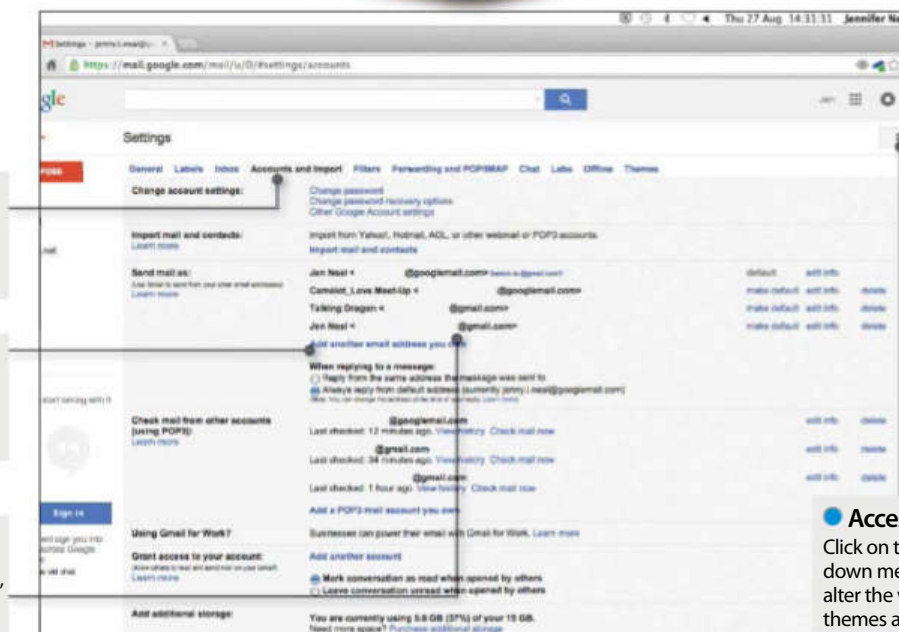 Thu 27 Aug 14:31:31 Jennifer
https://mail.google.com/mail/u/0/#settings/accounts
gle
Settings
General Labels Inbox Accounts and Import Filters Forwarding and POP/IMAP Chat Labs Offline Themes
Change account settings:
Change password
Change password recovery options
Other Google Account settings
Import mail and contacts:
Learn more
Import from Yahoo!, Hotmail, AOL, or other webmail or POP3 accounts.
Import mail and contacts
Send mail as:
Learn more
Jen Neal < @googlemail.com> default edit info
Camelot_Love Meet-Up < @googlemail.com> make default edit info delete
Talking Dragon < @gmail.com> make default edit info delete
Jen Neal < @gmail.com> make default edit info delete
Add another email address you own
When replying to a message:
Reply from the same address the message was sent to
Always reply from default address (currently jenny.l.neal@googlemail.com)
Check mail from other accounts
(using POP3):
Learn more
@googlemail.com edit info delete
Last checked: 12 minutes ago. View history Check mail now
@gmail.com edit info delete
Last checked: 34 minutes ago. View history Check mail now
@gmail.com edit info delete
Last checked: 1 hour ago. View history Check mail now
Add a POP3 mail account you own
Sign in
Using Gmail for Work?
Businesses can power their email with Gmail for Work. Learn more
Grant access to your account:
(Allow others to read and send mail on your behalf)
Learn more
Add another account
Mark conversation as read when opened by others
Leave conversation unread when opened by others
Add additional storage:
You are currently using 5.6 GB (37%) of your 15 GB.
Need more space? Purchase additional storage
Click on t
down me
alter the
themes a